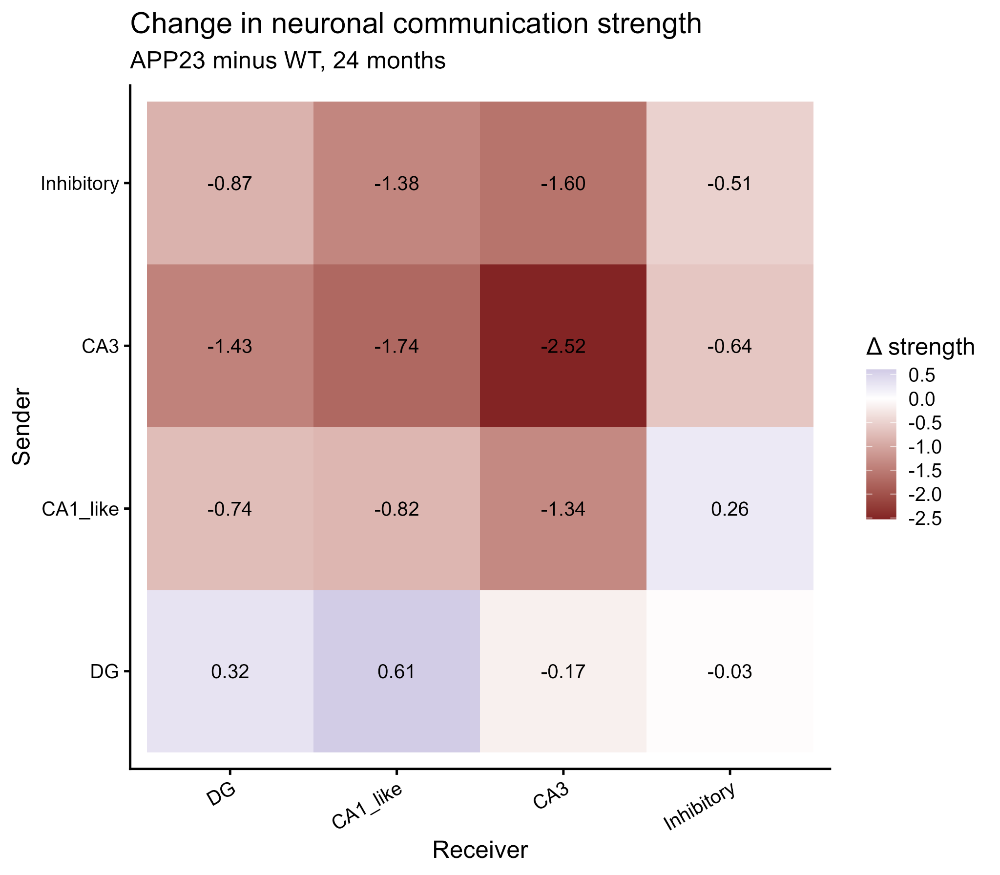 Change in neuronal communication strength
APP23 minus WT, 24 months
Inhibitory
-0.87
-1.38
-1.60
-0.51
CA3
-1.43
-1.74
-2.52
-0.64
CA1_like
-0.74
-0.82
-1.34
0.26
DG
0.32
0.61
-0.17
-0.03
Sender
DG
CA1_like
CA3
Inhibitory
Receiver
Δ strength
0.5
0.0
-0.5
-1.0
-1.5
-2.0
-2.5